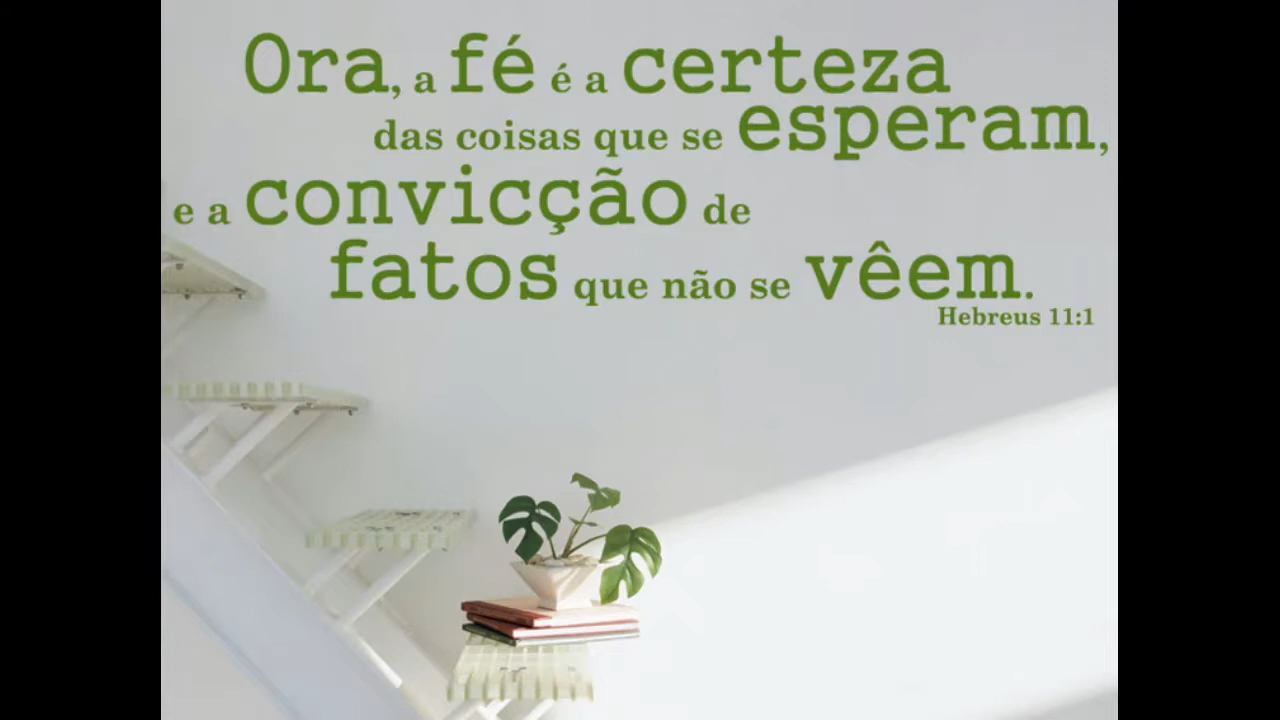 Ora, a fé é a certeza
das coisas que se esperam,
e a convicção de
fatos que não se vêem.
Hebreus 11:1